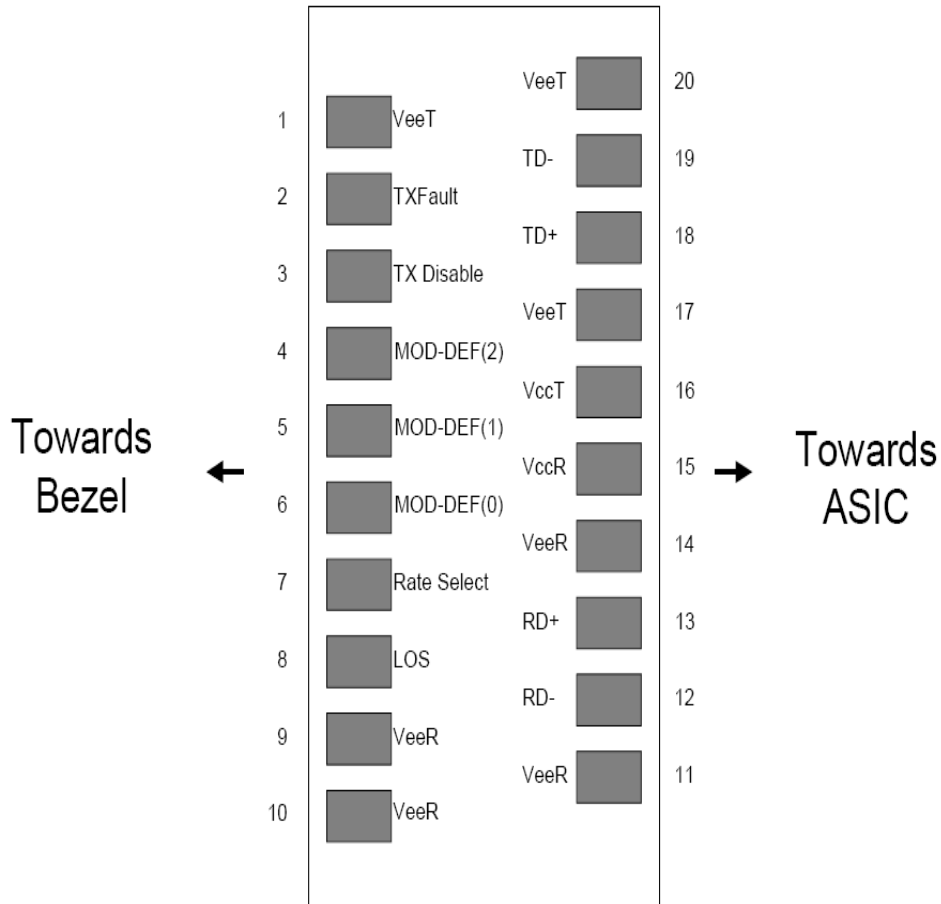 VeeT 20
1 VeeT
TD- 19
2 TXFault
TD+ 18
3 TX Disable
VeeT 17
4 MOD-DEF(2)
VccT 16
5 MOD-DEF(1)
Towards
Bezel
VccR 15
Towards
ASIC
6 MOD-DEF(0)
VeeR 14
7 Rate Select
RD+ 13
8 LOS
RD- 12
9 VeeR
VeeR 11
10 VeeR